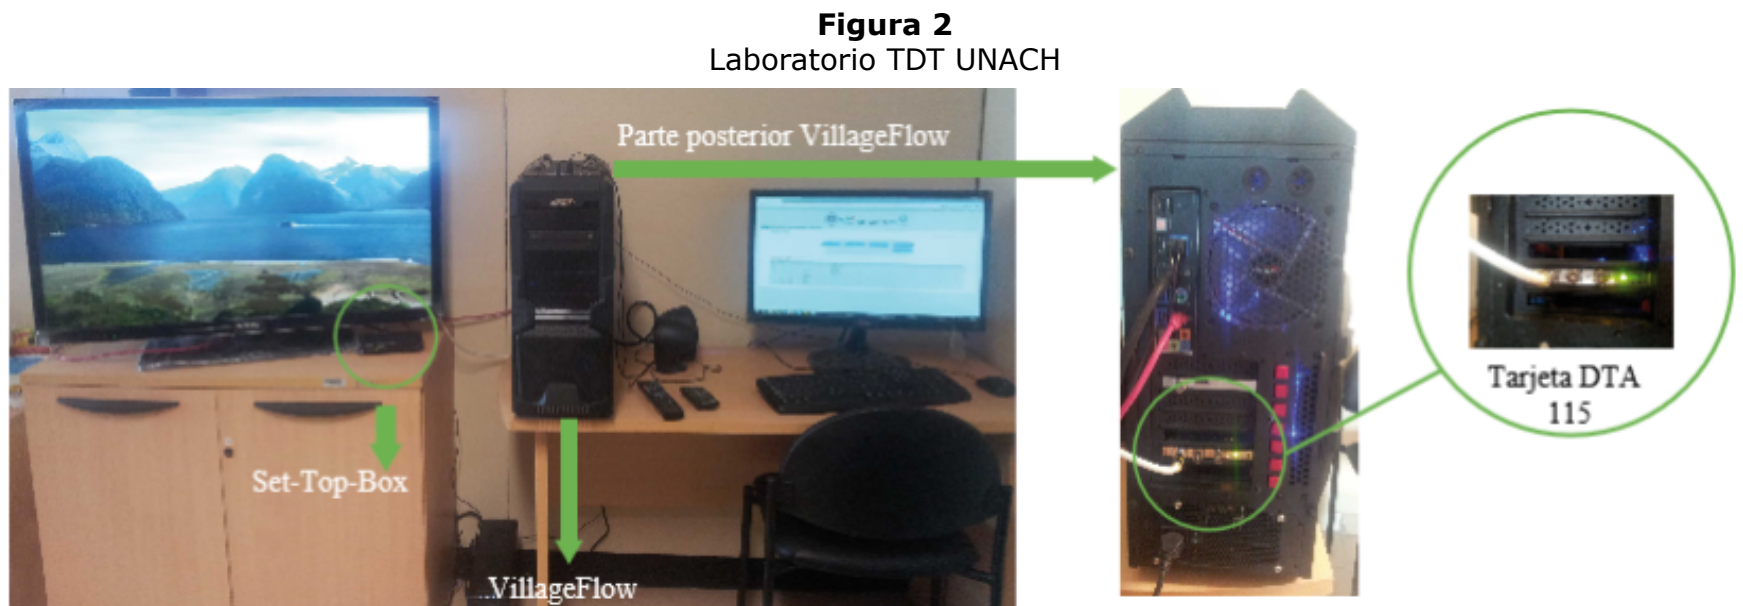 Figura 2
Laboratorio TDT UNACH
Parte posterior VillageFlow
Set-Top-Box
VillageFlow
Tarjeta DTA
115